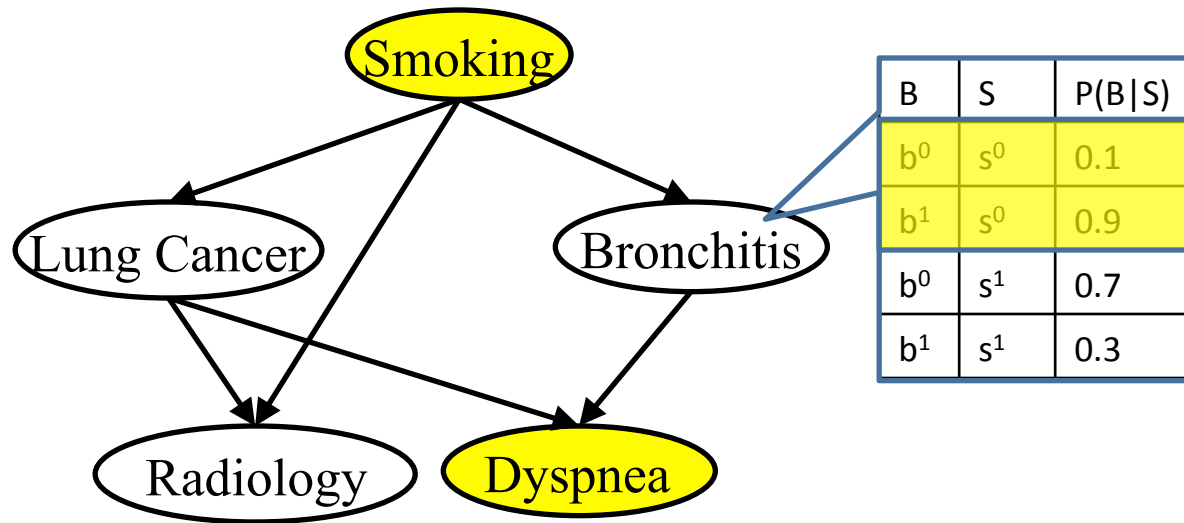 Smoking
Lung Cancer
Bronchitis
Radiology
Dyspnea
B S P(B|S)
b⁰ s⁰ 0.1
b¹ s⁰ 0.9
b⁰ s¹ 0.7
b¹ s¹ 0.3